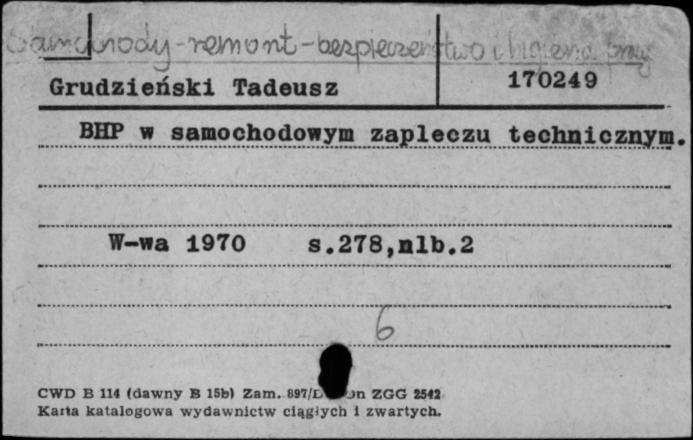 Samochody - remont - bezpieczeństwo i higiena pracy
Grudzieński Tadeusz
170249
BHP w samochodowym zapleczu technicznym.
W-wa 1970 s.278,nlb.2
6
CWD B 114 (dawny B 15b) Zam. 897/D ZGG 2542
Karta katalogowa wydawnictw ciągłych i zwartych.